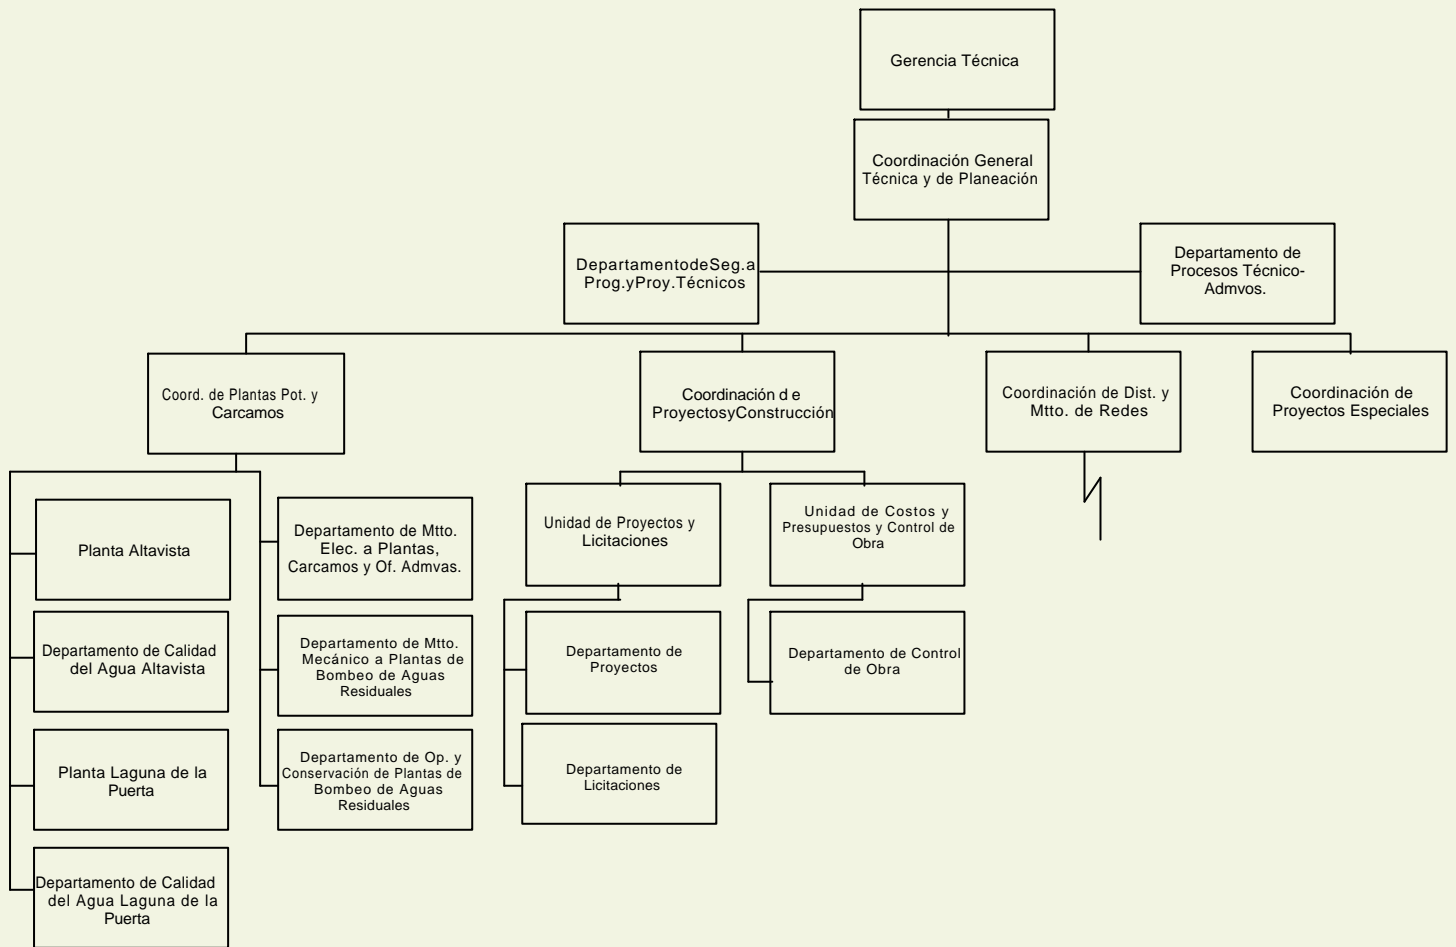 Gerencia Técnica
Coordinación General
Técnica y de Planeación
DepartamentodeSeg.a
Prog.yProy.Técnicos
Departamento de
Procesos Técnico-
Admvos.
Coord. de Plantas Pot. y
Carcamos
Coordinación d e
ProyectosyConstrucción
Coordinación de Dist. y
Mtto. de Redes
Coordinación de
Proyectos Especiales
Planta Altavista
Departamento de Calidad
del Agua Altavista
Planta Laguna de la
Puerta
Departamento de Calidad
del Agua Laguna de la
Puerta
Departamento de Mtto.
Elec. a Plantas,
Carcamos y Of. Admvas.
Departamento de Mtto.
Mecánico a Plantas de
Bombeo de Aguas
Residuales
Departamento de Op. y
Conservación de Plantas de
Bombeo de Aguas
Residuales
Unidad de Proyectos y
Licitaciones
Departamento de
Proyectos
Departamento de
Licitaciones
Unidad de Costos y
Presupuestos y Control de
Obra
Departamento de Control
de Obra